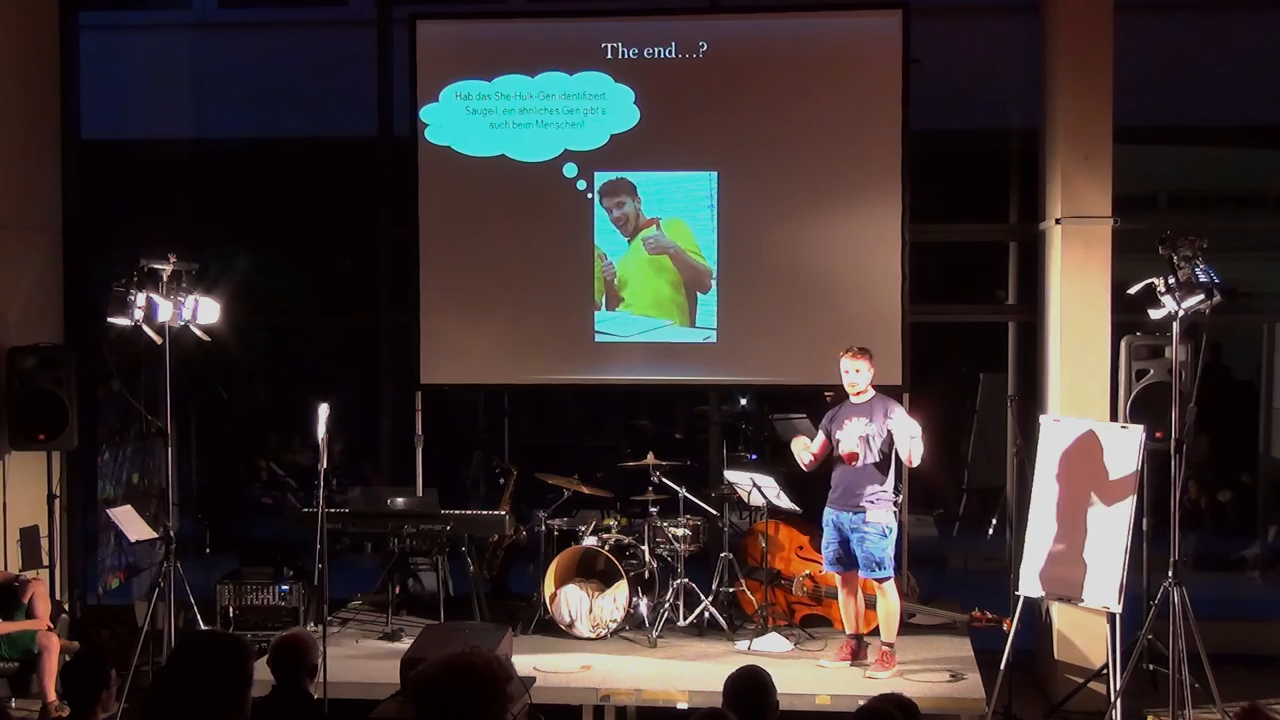 The end...?
Hab das She-Hulk-Gen identifiziert.
Saugeil, ein ähnliches Gen gibt's
auch beim Menschen!